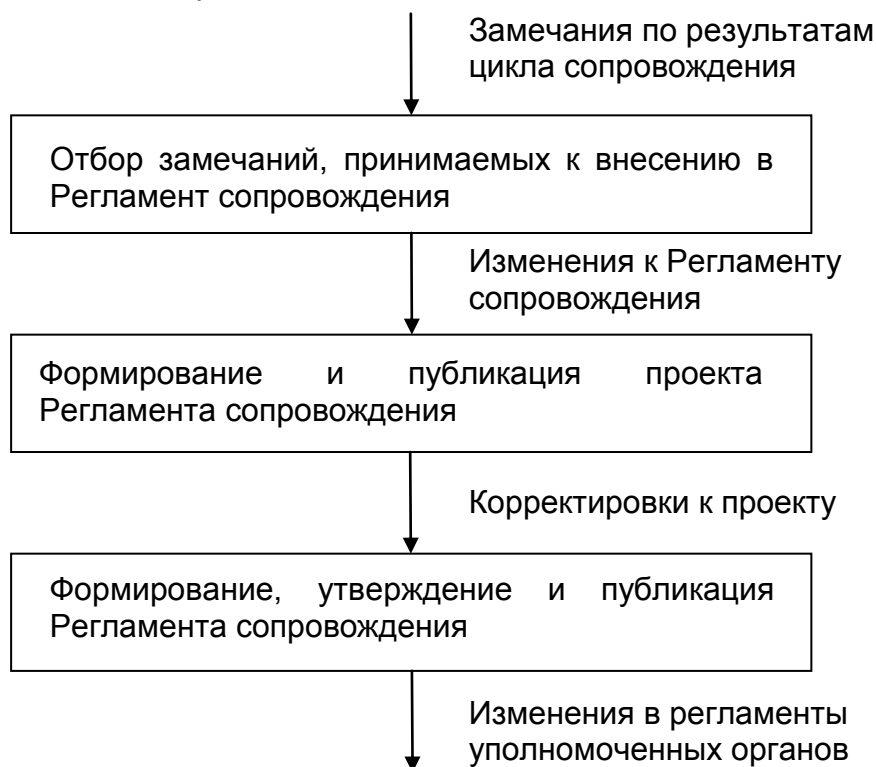 Замечания по результатам
цикла сопровождения
Отбор замечаний, принимаемых к внесению в
Регламент сопровождения
Изменения к Регламенту
сопровождения
Формирование и публикация проекта
Регламента сопровождения
Корректировки к проекту
Формирование, утверждение и публикация
Регламента сопровождения
Изменения в регламенты
уполномоченных органов